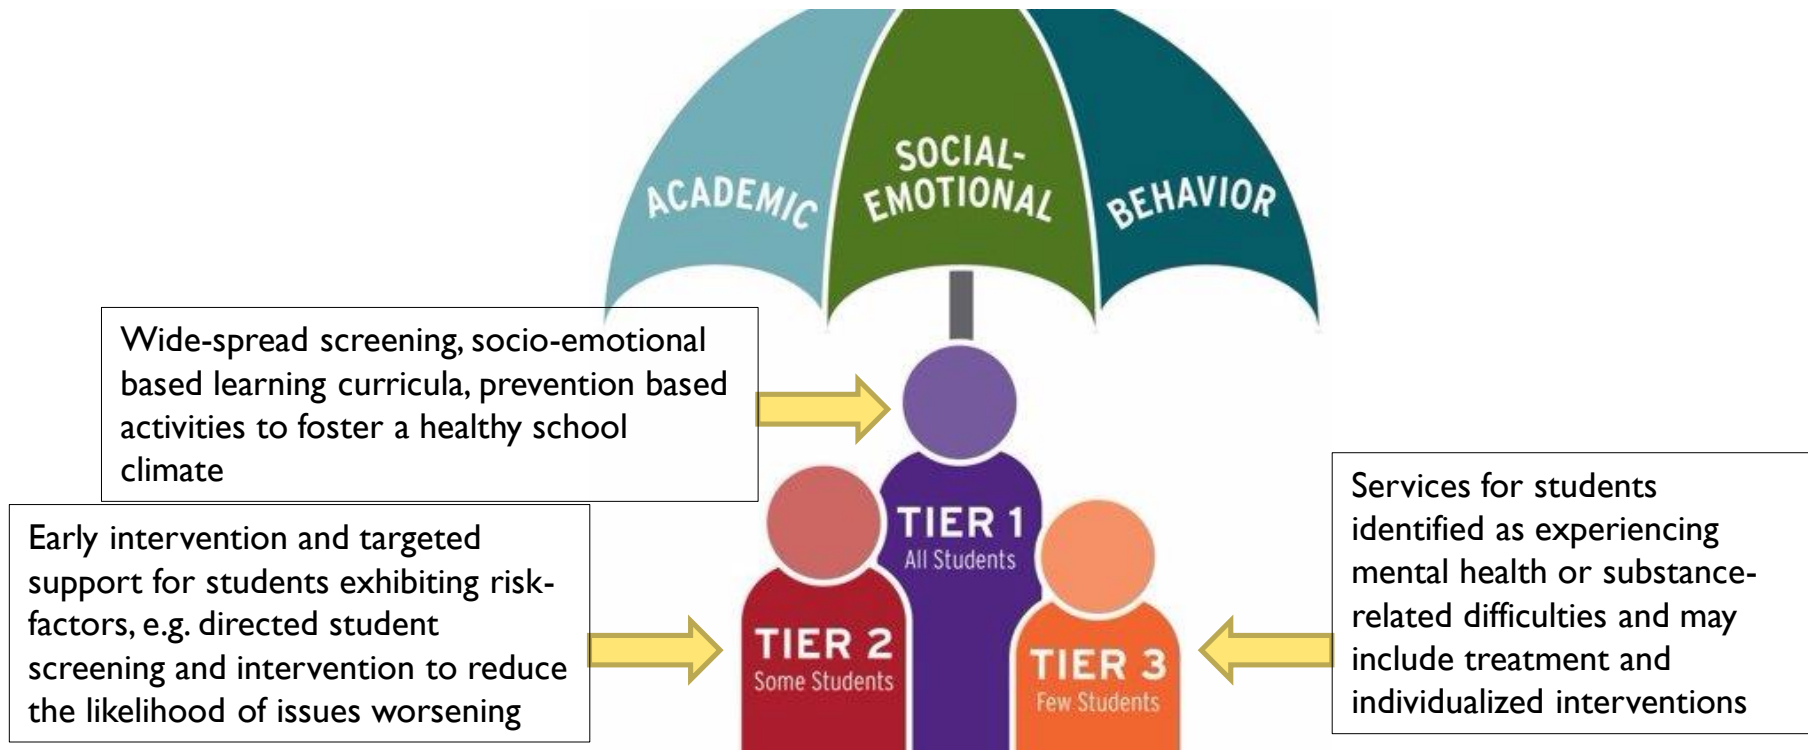 ACADEMIC
SOCIAL-
EMOTIONAL
BEHAVIOR
Wide-spread screening, socio-emotional
based learning curricula, prevention based
activities to foster a healthy school
climate
Early intervention and targeted
support for students exhibiting risk-
factors, e.g. directed student
screening and intervention to reduce
the likelihood of issues worsening
TIER 1
All Students
TIER 2
Some Students
TIER 3
Few Students
Services for students
identified as experiencing
mental health or substance-
related difficulties and may
include treatment and
individualized interventions